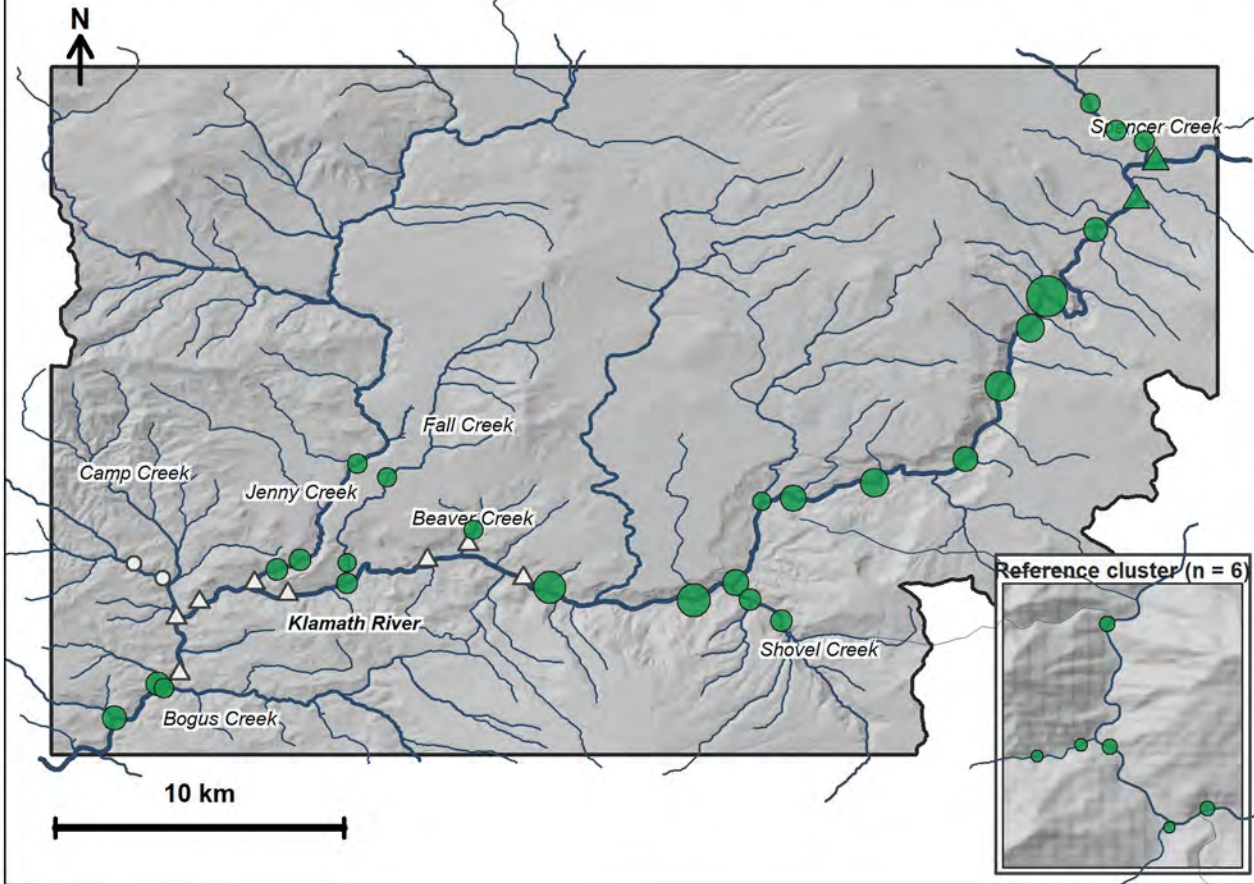 N
Spencer Creek
Fall Creek
Camp Creek
Jenny Creek
Beaver Creek
Reference cluster (n = 6)
Klamath River
Shovel Creek
Bogus Creek
10 km